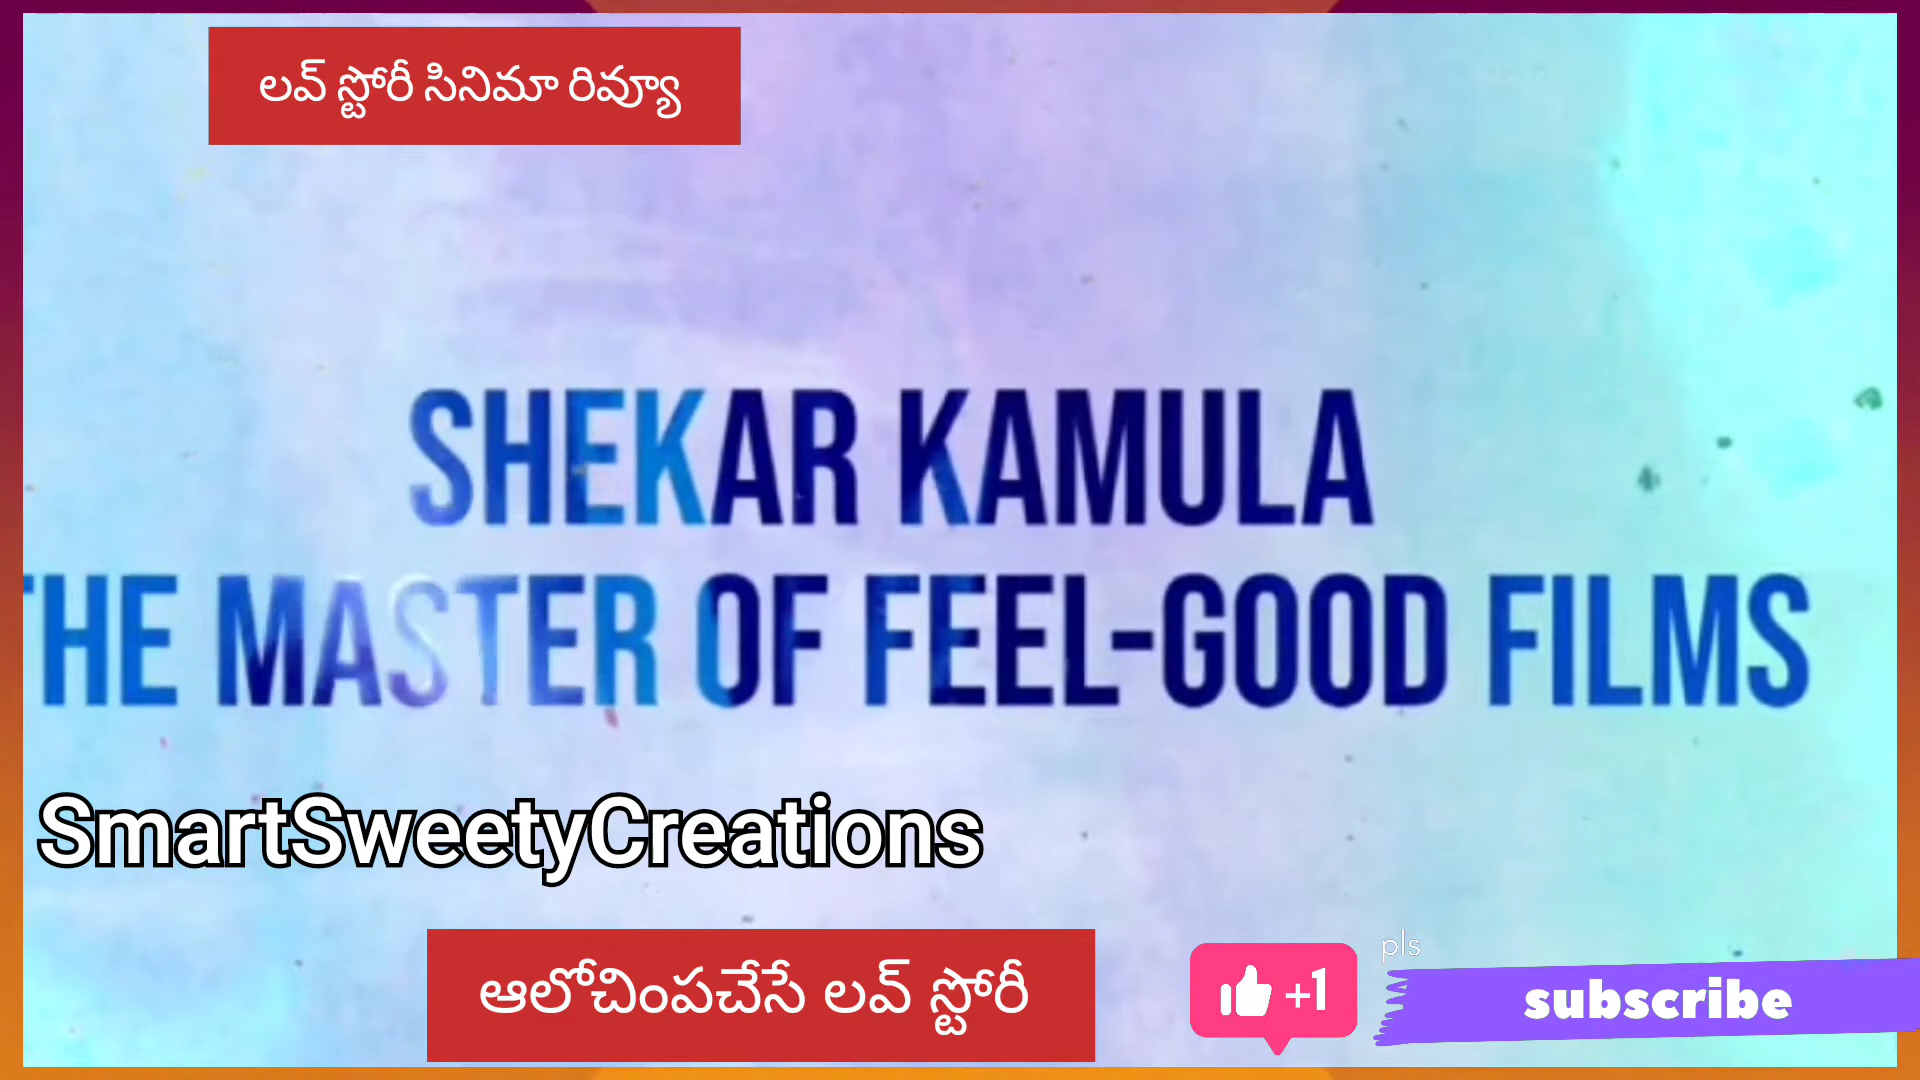 లవ్ స్టోరీ సినిమా రివ్యూ
SHEKAR KAMULA
THE MASTER OF FEEL-GOOD FILMS
SmartSweetyCreations
ఆలోచింపచేసే లవ్ స్టోరీ
+1
pls
subscribe